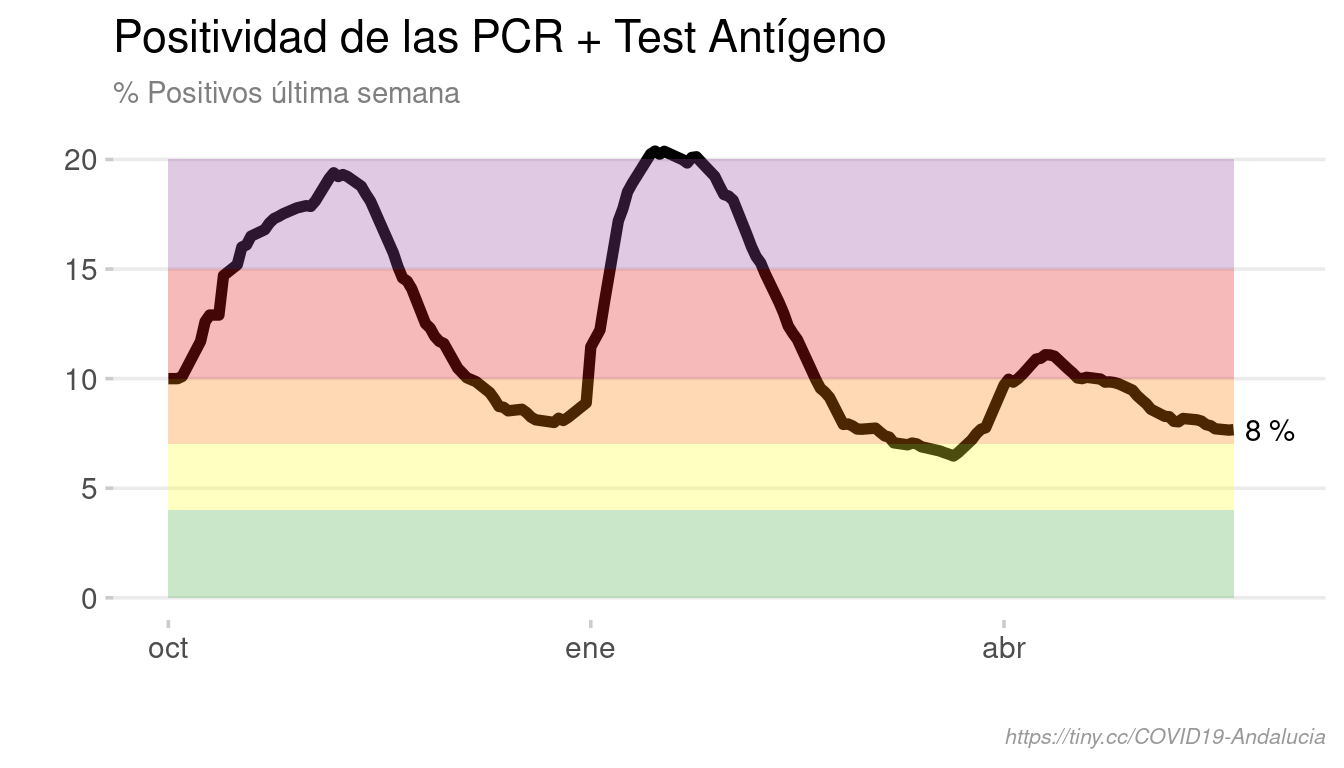 Positividad de las PCR + Test Antígeno
% Positivos última semana
20
15
10
5
0
8 %
oct ene abr
https://tiny.cc/COVID19-Andalucia